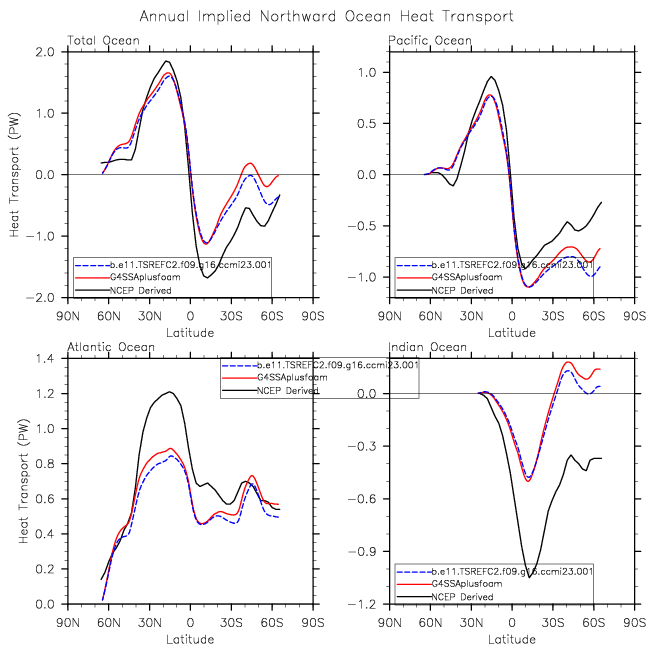 Annual Implied Northward Ocean Heat Transport
Total Ocean
Heat Transport (PW)
2.0
1.0
0.0
−1.0
−2.0
b.e11.TSREFC2.f09.g16.ccmi23.001
G4SSAplusfoam
NCEP Derived
90N 60N 30N 0 30S 60S 90S
Latitude
Pacific Ocean
1.0
0.5
0.0
−0.5
−1.0
b.e11.TSREFC2.f09.g16.ccmi23.001
G4SSAplusfoam
NCEP Derived
90N 60N 30N 0 30S 60S 90S
Latitude
Atlantic Ocean
Heat Transport (PW)
1.4
1.2
1.0
0.8
0.6
0.4
0.2
0.0
b.e11.TSREFC2.f09.g16.ccmi23.001
G4SSAplusfoam
NCEP Derived
90N 60N 30N 0 30S 60S 90S
Latitude
Indian Ocean
0.0
−0.3
−0.6
−0.9
−1.2
b.e11.TSREFC2.f09.g16.ccmi23.001
G4SSAplusfoam
NCEP Derived
90N 60N 30N 0 30S 60S 90S
Latitude